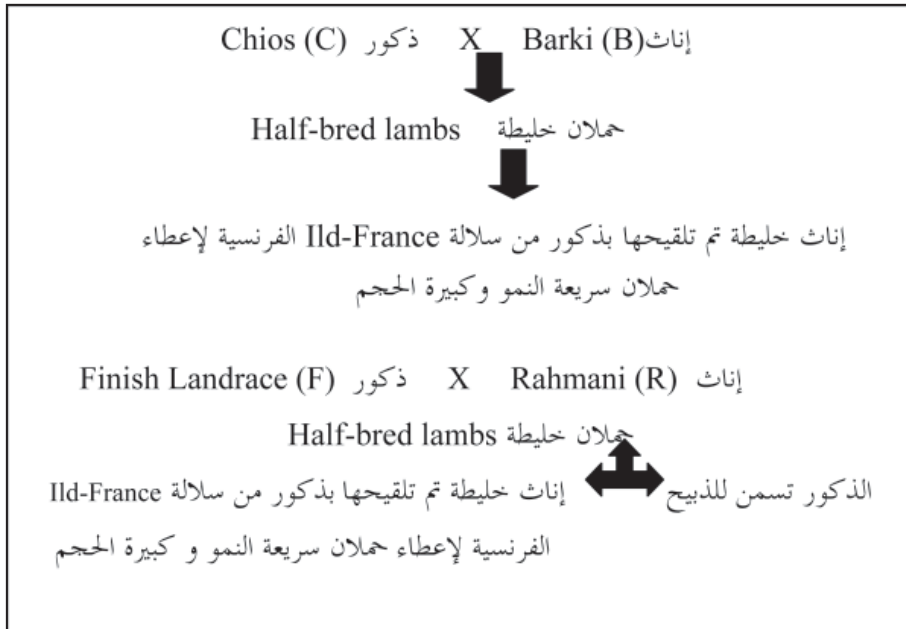 إناث Barki (B) X ذكور Chios (C)
حملان خليطة Half-bred lambs
إناث خليطة تم تلقيحها بذكور من سلالة Ild-France الفرنسية لإعطاء
حملان سريعة النمو و كبيرة الحجم
إناث Rahmani (R) X ذكور Finish Landrace (F)
حملان خليطة Half-bred lambs
الذكور تسمن للذبيح إناث خليطة تم تلقيحها بذكور من سلالة Ild-France
الفرنسية لإعطاء حملان سريعة النمو و كبيرة الحجم